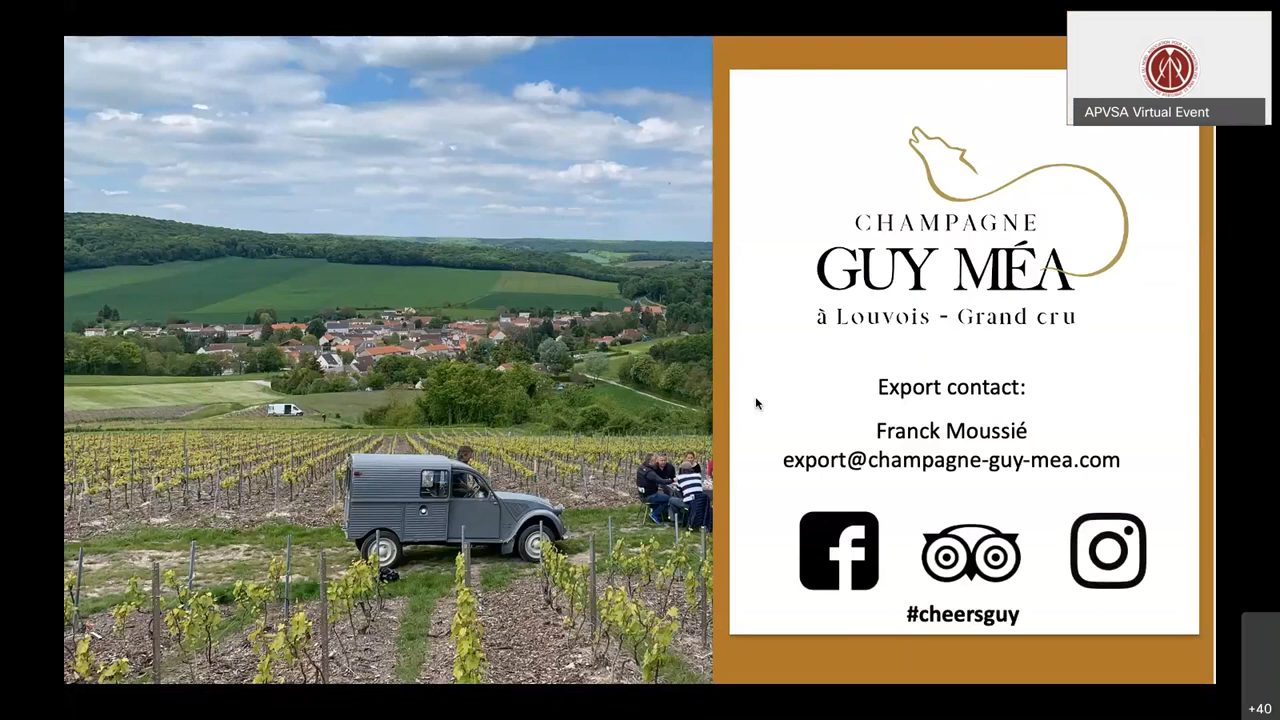 APVSA Virtual Event
CHAMPAGNE
GUY MÉA
à Louvois - Grand cru
Export contact:
Franck Moussié
export@champagne-guy-mea.com
#cheersguy
+40